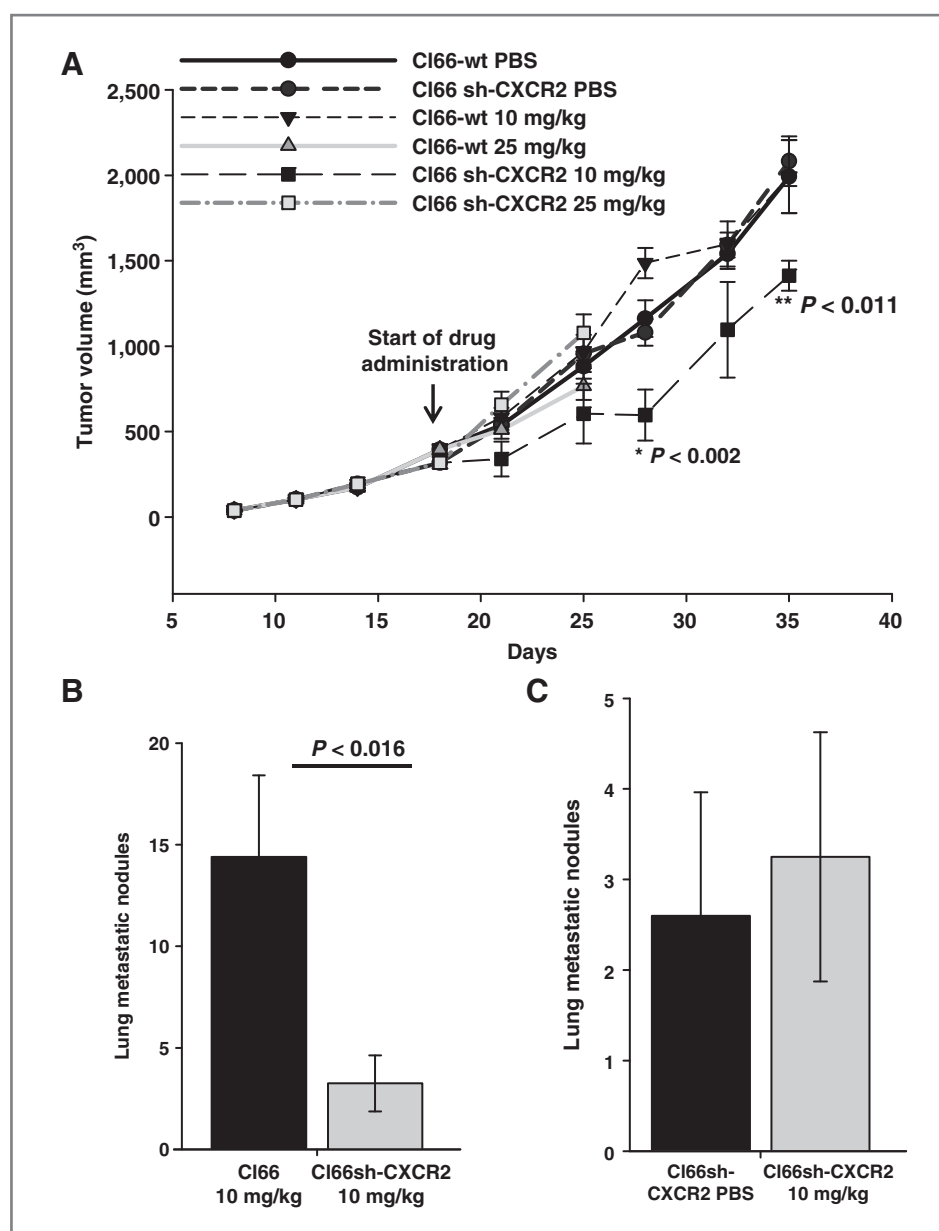 A
Cl66-wt PBS
Cl66 sh-CXCR2 PBS
Cl66-wt 10 mg/kg
Cl66-wt 25 mg/kg
Cl66 sh-CXCR2 10 mg/kg
Cl66 sh-CXCR2 25 mg/kg
2,500
2,000
1,500
1,000
500
0
Tumor volume (mm³)
Start of drug
administration
** P < 0.011
* P < 0.002
5 10 15 20 25 30 35 40
Days
B
20
15
10
5
0
Lung metastatic nodules
P < 0.016
Cl66
10 mg/kg
Cl66sh-CXCR2
10 mg/kg
C
5
4
3
2
1
0
Lung metastatic nodules
Cl66sh-
CXCR2 PBS
Cl66sh-CXCR2
10 mg/kg